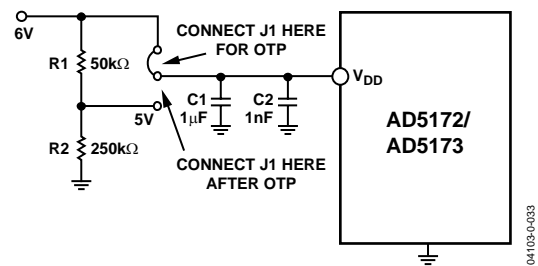 6V
CONNECT J1 HERE
FOR OTP
R1 50kΩ
5V
C1
1μF
C2
1nF
VDD
AD5172/
AD5173
R2 250kΩ
CONNECT J1 HERE
AFTER OTP
04103-0-033